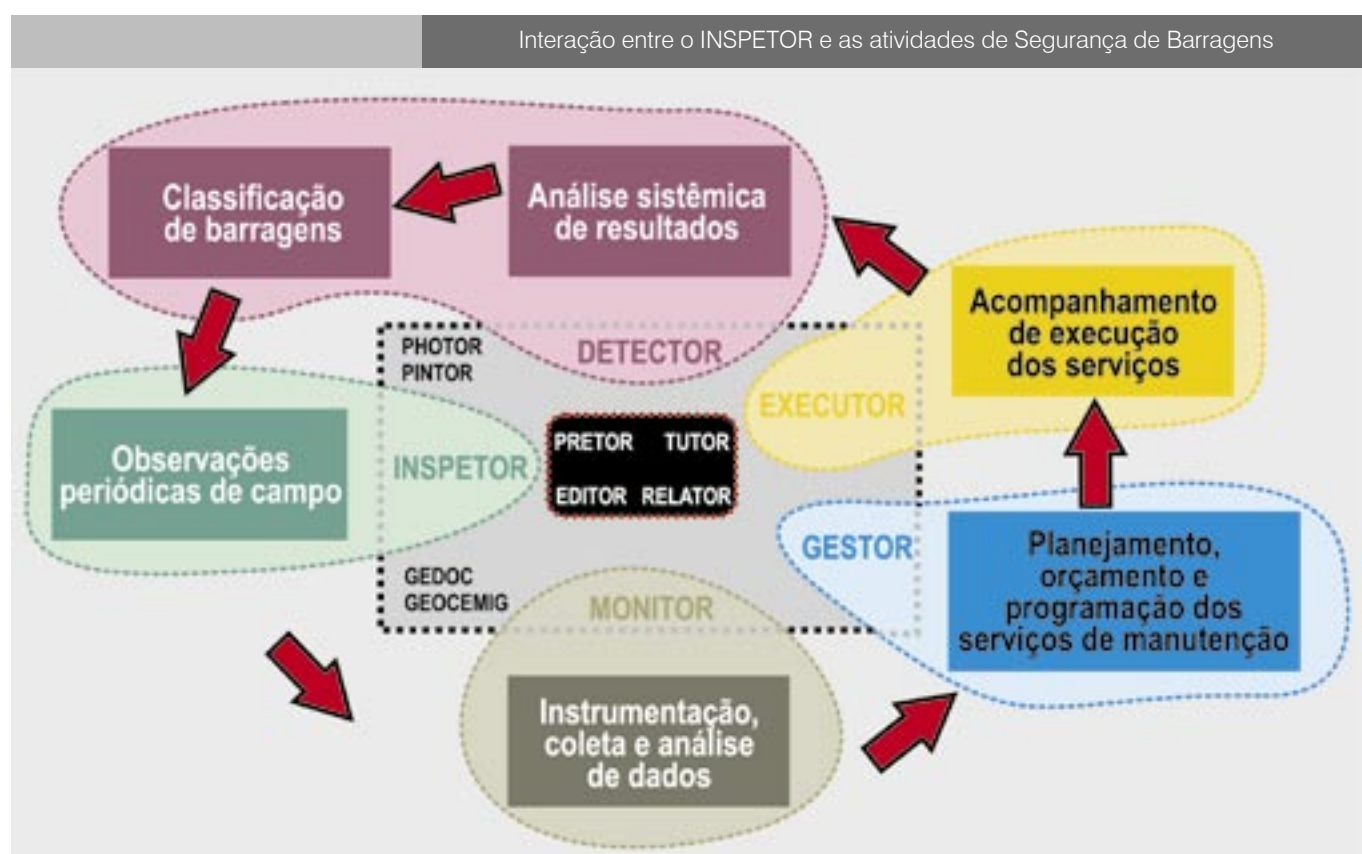 Interação entre o INSPETOR e as atividades de Segurança de Barragens
Classificação
de barragens
Análise sistêmica
de resultados
Acompanhamento
de execução
dos serviços
PHOTOR
PINTOR
DETECTOR
EXECUTOR
PRETOR TUTOR
EDITOR RELATOR
Observações
periódicas de campo
INSPETOR
GESTOR
Planejamento,
orçamento e
programação dos
serviços de manutenção
GEDOC
GEOCEMIG
MONITOR
Instrumentação,
coleta e análise
de dados